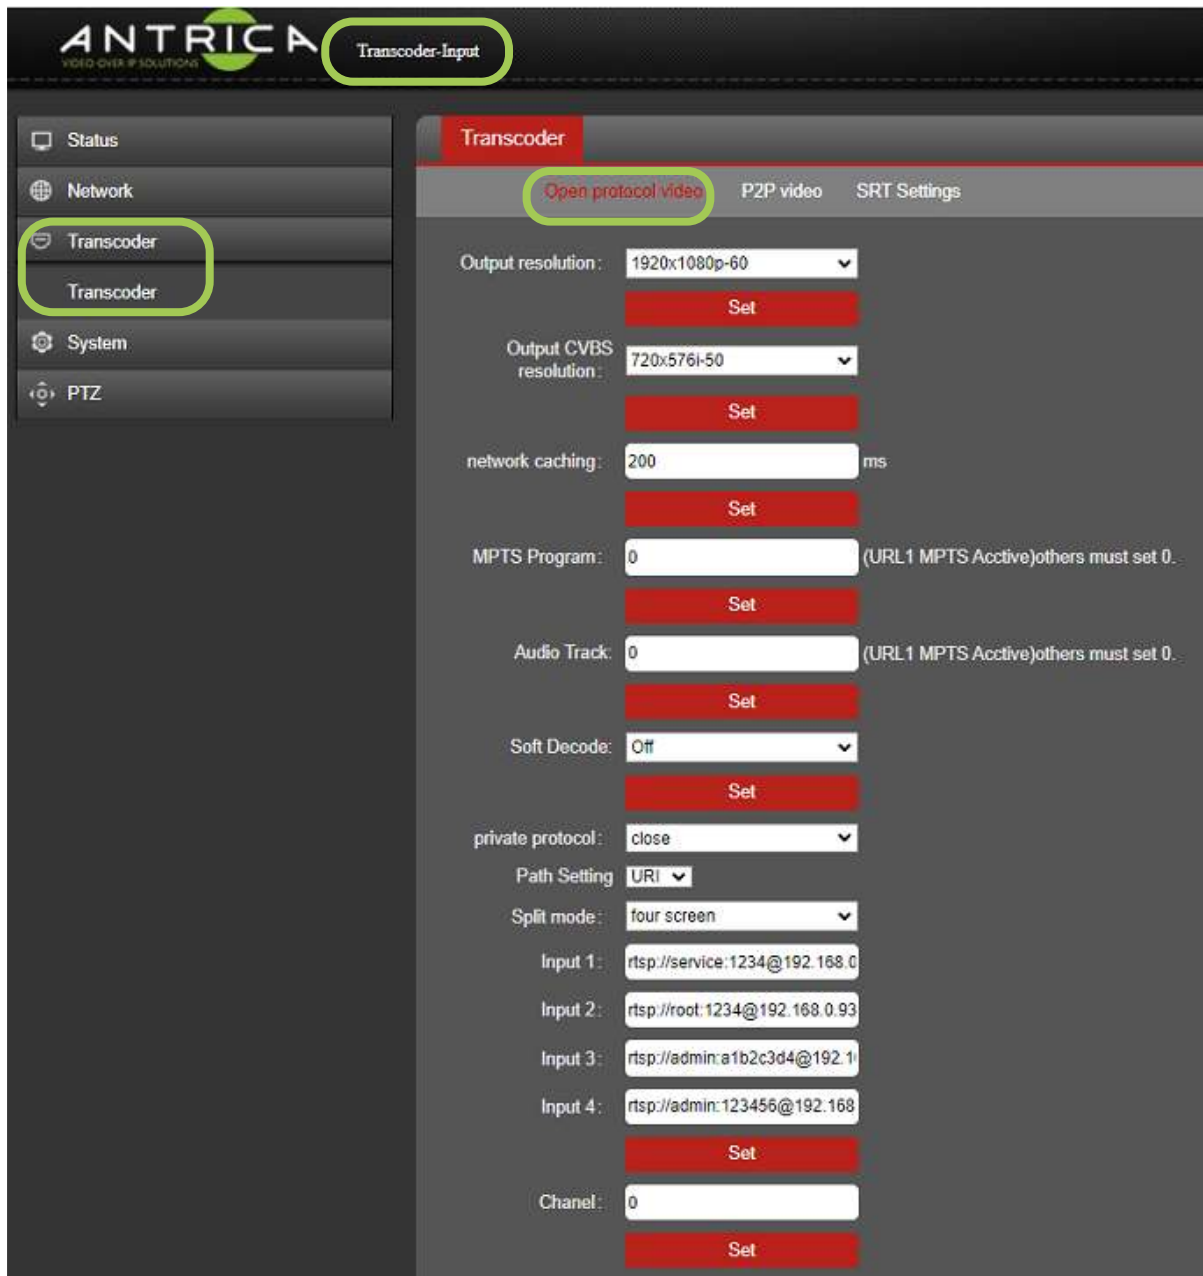 ANTRICA
VIDEO OVER IP SOLUTIONS
Transcoder-Input
Status
Network
Transcoder
Transcoder
System
PTZ
Transcoder
Open protocol video P2P video SRT Settings
Output resolution: 1920x1080p-60
Set
Output CVBS
resolution: 720x576i-50
Set
network caching: 200 ms
Set
MPTS Program: 0 (URL1 MPTS Acctive)others must set 0.
Set
Audio Track: 0 (URL1 MPTS Acctive)others must set 0.
Set
Soft Decode: Off
Set
private protocol: close
Path Setting URI
Split mode: four screen
Input 1: rtsp://service:1234@192.168.0
Input 2: rtsp://root:1234@192.168.0.93
Input 3: rtsp://admin:a1b2c3d4@192.1
Input 4: rtsp://admin:123456@192.168
Set
Chanel: 0
Set